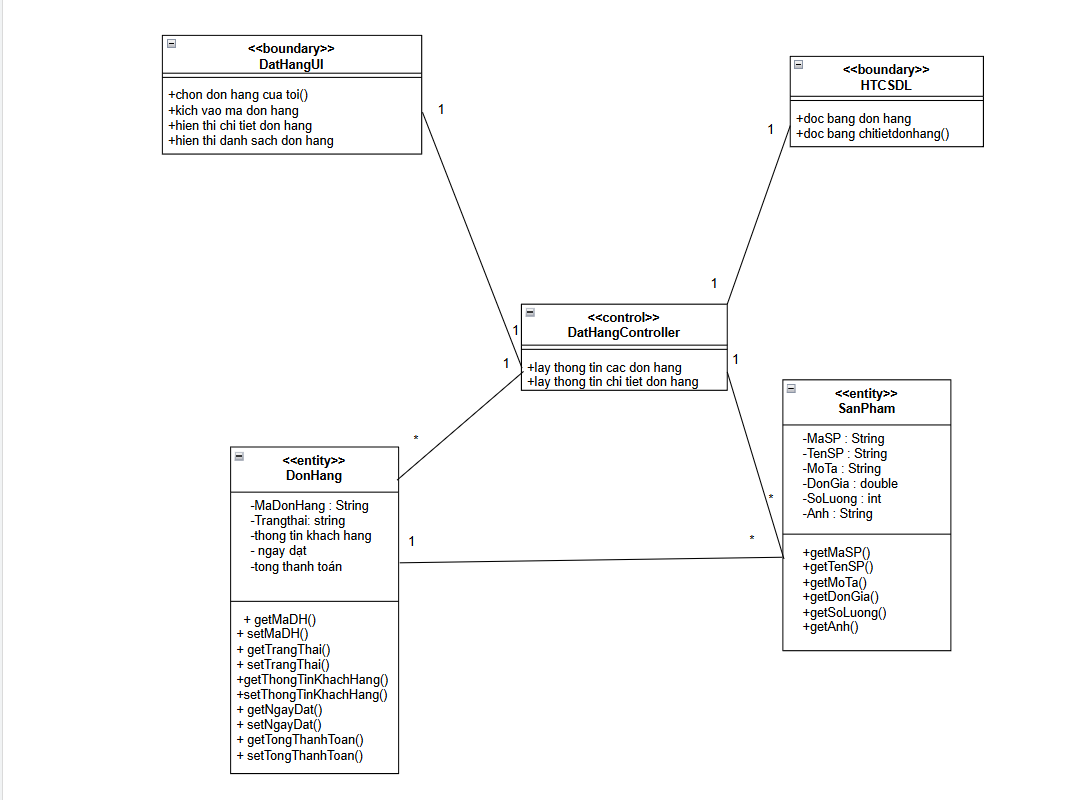 <<boundary>>
DatHangUI
+chon don hang cua toi()
+kich vao ma don hang
+hien thi chi tiet don hang
+hien thi danh sach don hang
1
<<boundary>>
HTCSDL
+doc bang don hang
+doc bang chitietdonhang()
1
1
<<control>>
DatHangController
+lay thong tin cac don hang
+lay thong tin chi tiet don hang
1
1
1
*
*
<<entity>>
SanPham
-MaSP : String
-TenSP : String
-MoTa : String
-DonGia : double
-SoLuong : int
-Anh : String
+getMaSP()
+getTenSP()
+getMoTa()
+getDonGia()
+getSoLuong()
+getAnh()
<<entity>>
DonHang
-MaDonHang : String
-Trangthai: string
-thong tin khach hang
- ngay dạt
-tong thanh toán
+ getMaDH()
+ setMaDH()
+ getTrangThai()
+ setTrangThai()
+getThongTinKhachHang()
+setThongTinKhachHang()
+ getNgayDat()
+ setNgayDat()
+ getTongThanhToan()
+ setTongThanhToan()
1
*